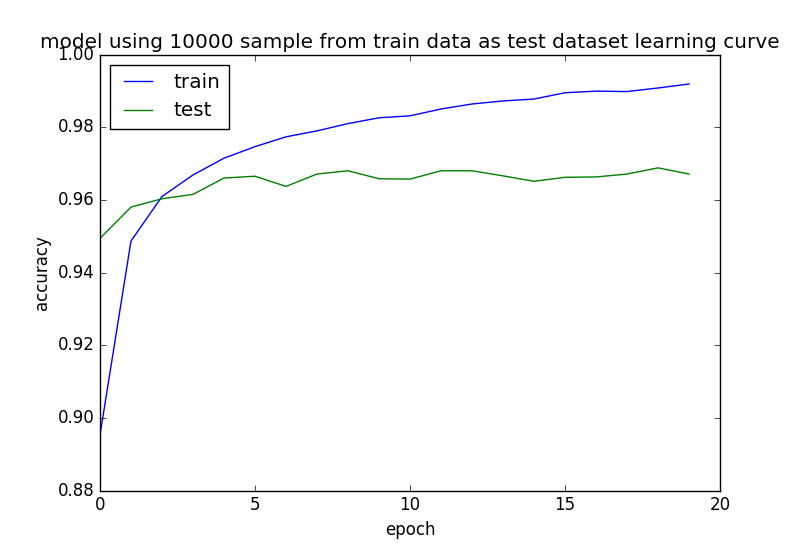 model using 10000 sample from train data as test dataset learning curve
1.00
train
test
0.98
0.96
0.94
accuracy
0.92
0.90
0.88
0 5 10 15 20
epoch